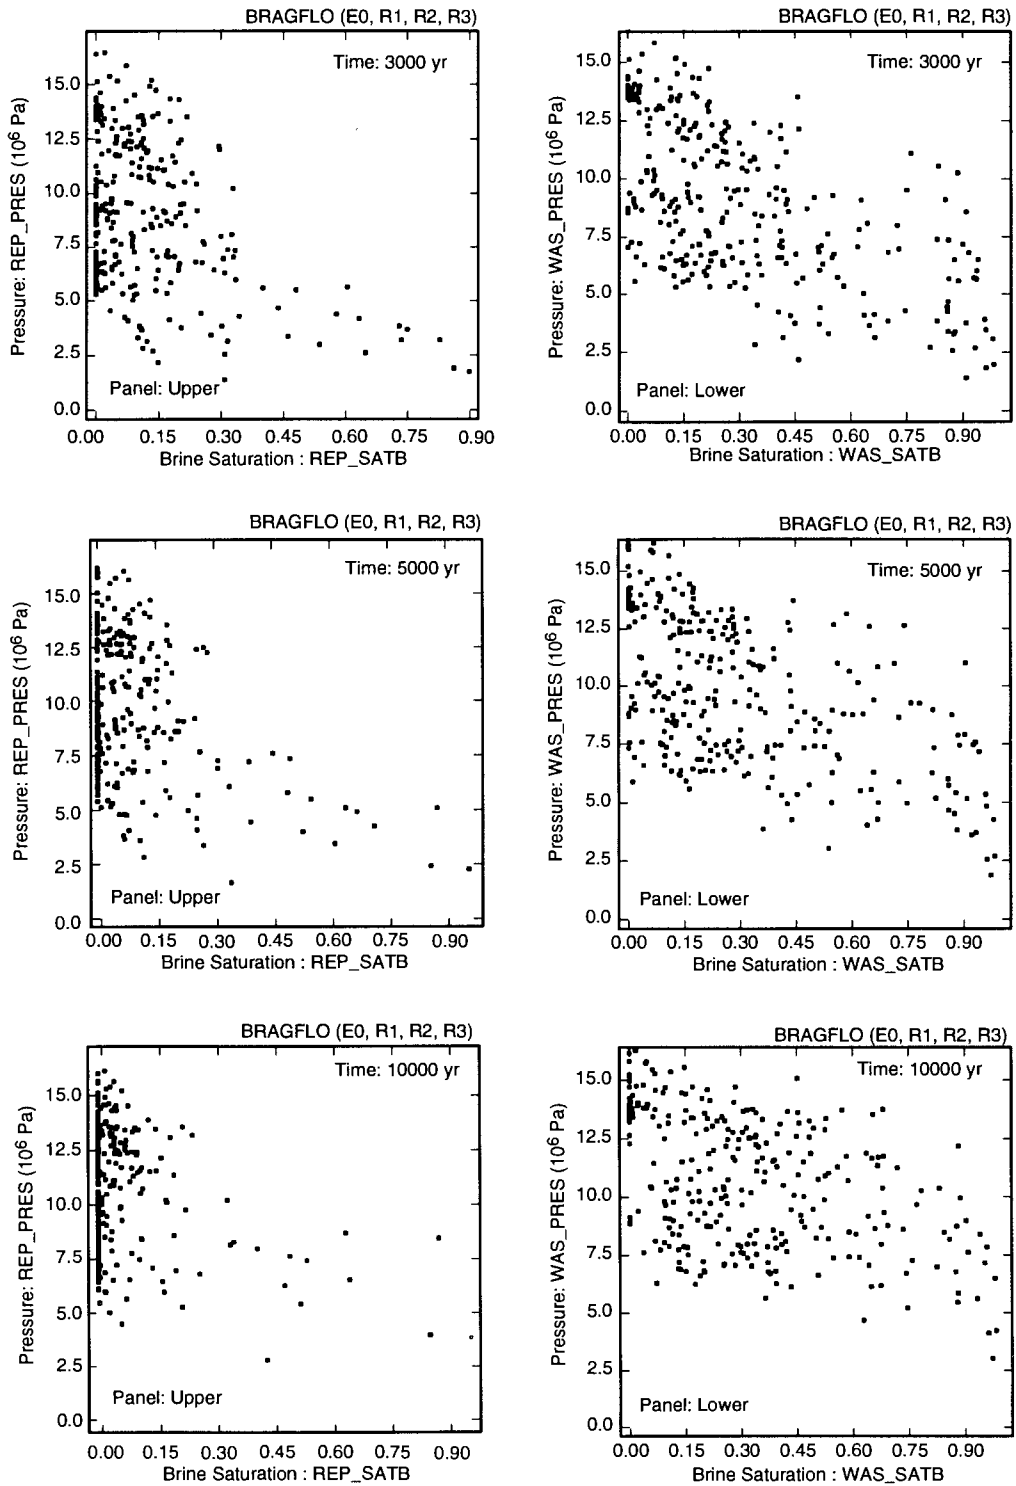 BRAGFLO (E0, R1, R2, R3)
Time: 3000 yr
Pressure: REP_PRES (10⁶ Pa)
15.0
12.5
10.0
7.5
5.0
2.5
0.0
Panel: Upper
0.00 0.15 0.30 0.45 0.60 0.75 0.90
Brine Saturation : REP_SATB
BRAGFLO (E0, R1, R2, R3)
Time: 3000 yr
Pressure: WAS_PRES (10⁶ Pa)
15.0
12.5
10.0
7.5
5.0
2.5
0.0
Panel: Lower
0.00 0.15 0.30 0.45 0.60 0.75 0.90
Brine Saturation : WAS_SATB
BRAGFLO (E0, R1, R2, R3)
Time: 5000 yr
Pressure: REP_PRES (10⁶ Pa)
15.0
12.5
10.0
7.5
5.0
2.5
0.0
Panel: Upper
0.00 0.15 0.30 0.45 0.60 0.75 0.90
Brine Saturation : REP_SATB
BRAGFLO (E0, R1, R2, R3)
Time: 5000 yr
Pressure: WAS_PRES (10⁶ Pa)
15.0
12.5
10.0
7.5
5.0
2.5
0.0
Panel: Lower
0.00 0.15 0.30 0.45 0.60 0.75 0.90
Brine Saturation : WAS_SATB
BRAGFLO (E0, R1, R2, R3)
Time: 10000 yr
Pressure: REP_PRES (10⁶ Pa)
15.0
12.5
10.0
7.5
5.0
2.5
0.0
Panel: Upper
0.00 0.15 0.30 0.45 0.60 0.75 0.90
Brine Saturation : REP_SATB
BRAGFLO (E0, R1, R2, R3)
Time: 10000 yr
Pressure: WAS_PRES (10⁶ Pa)
15.0
12.5
10.0
7.5
5.0
2.5
0.0
Panel: Lower
0.00 0.15 0.30 0.45 0.60 0.75 0.90
Brine Saturation : WAS_SATB